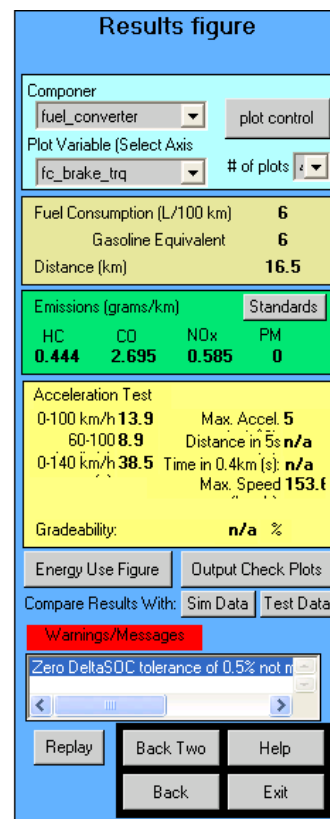 Results figure
Componer
fuel_converter
plot control
Plot Variable (Select Axis
fc_brake_trq
# of plots
Fuel Consumption (L/100 km) 6
Gasoline Equivalent 6
Distance (km) 16.5
Emissions (grams/km) Standards
HC CO NOx PM
0.444 2.695 0.585 0
Acceleration Test
0-100 km/h 13.9 Max. Accel. 5
60-100 8.9 Distance in 5s n/a
0-140 km/h 38.5 Time in 0.4km (s): n/a
Max. Speed 153.6
Gradeability: n/a %
Energy Use Figure Output Check Plots
Compare Results With: Sim Data Test Data
Warnings/Messages
Zero DeltaSOC tolerance of 0.5% not
Replay Back Two Help
Back Exit